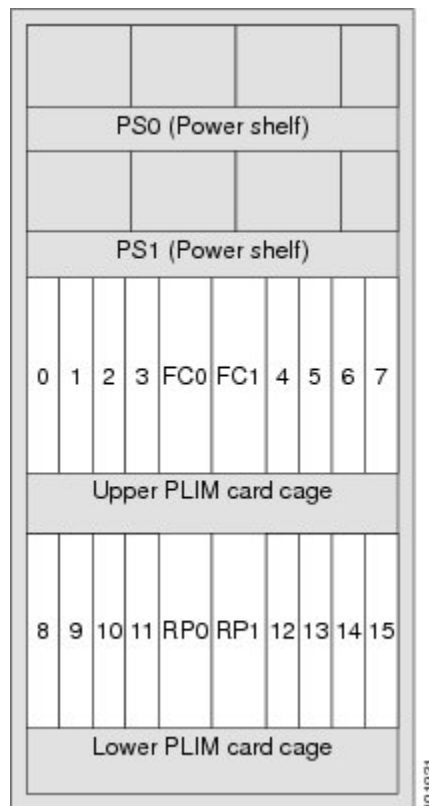 PS0 (Power shelf)
PS1 (Power shelf)
0 1 2 3 FC0 FC1 4 5 6 7
Upper PLIM card cage
8 9 10 11 RP0 RP1 12 13 14 15
Lower PLIM card cage